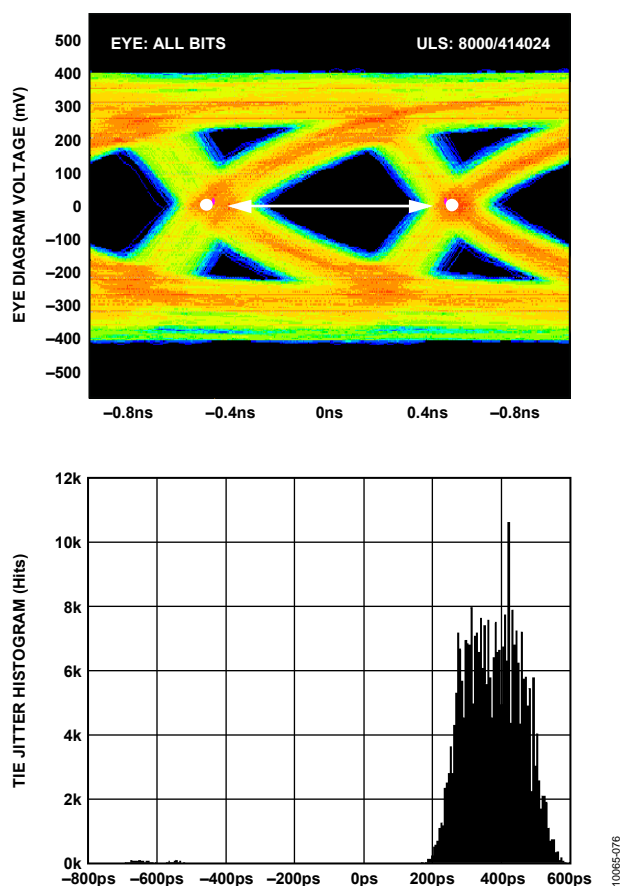 EYE: ALL BITS ULS: 8000/414024
EYE DIAGRAM VOLTAGE (mV)
500
400
300
200
100
0
–100
–200
–300
–400
–500
–0.8ns –0.4ns 0ns 0.4ns –0.8ns
TIE JITTER HISTOGRAM (Hits)
12k
10k
8k
6k
4k
2k
0k
–800ps –600ps –400ps –200ps 0ps 200ps 400ps 600ps
10065-076